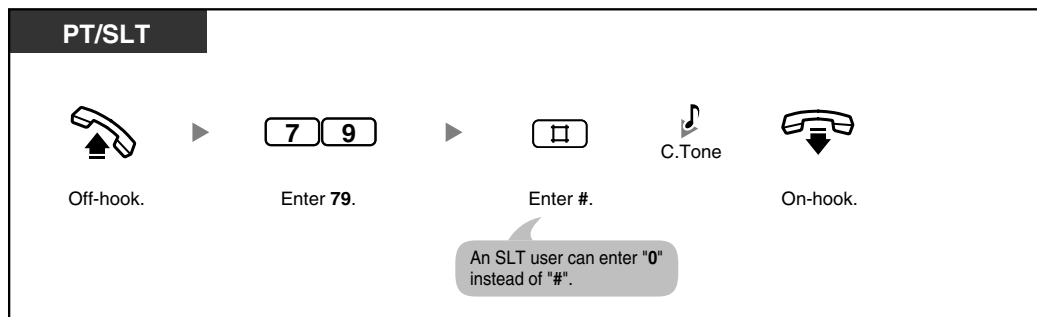 PT/SLT
7 9
#
C.Tone
Off-hook.
Enter 79.
Enter #.
On-hook.
An SLT user can enter "0"
instead of "#".